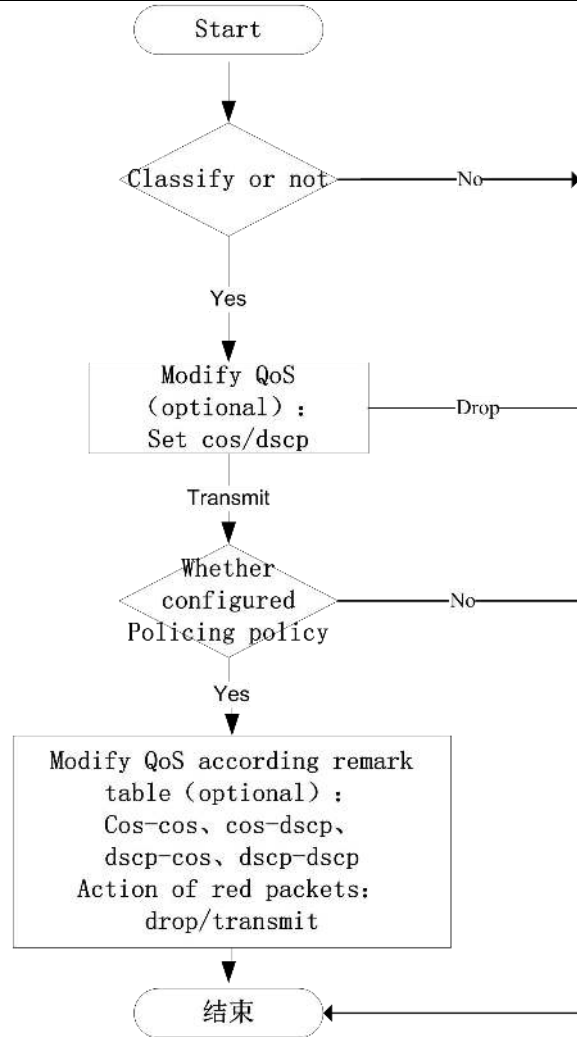 Start
Classify or not
No
Yes
Modify QoS
(optional):
Set cos/dscp
Drop
Transmit
Whether
configured
Policing policy
No
Yes
Modify QoS according remark
table(optional):
Cos-cos、cos-dscp、
dscp-cos、dscp-dscp
Action of red packets:
drop/transmit
结束